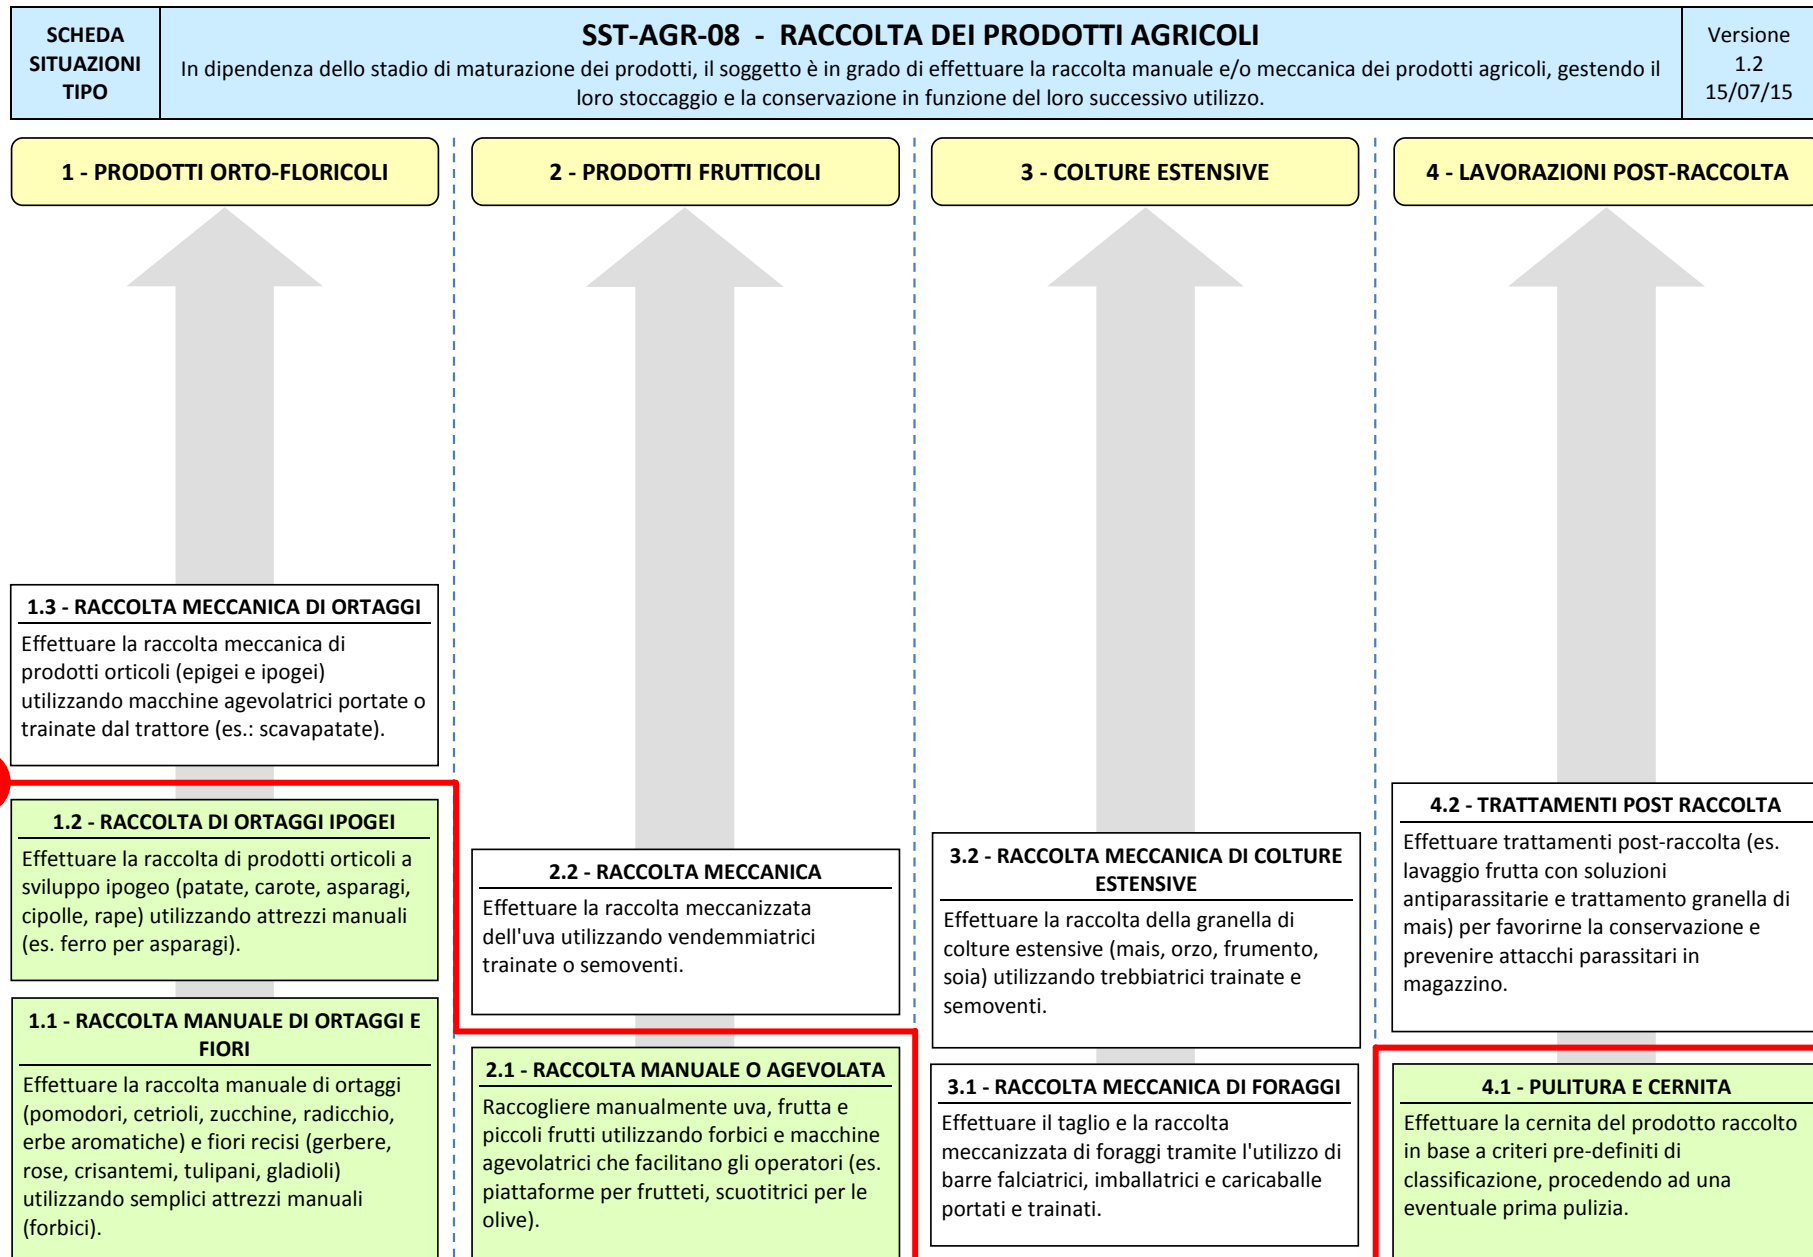 SCHEDA
SITUAZIONI
TIPO
SST-AGR-08 - RACCOLTA DEI PRODOTTI AGRICOLI
In dipendenza dello stadio di maturazione dei prodotti, il soggetto è in grado di effettuare la raccolta manuale e/o meccanica dei prodotti agricoli, gestendo il
loro stoccaggio e la conservazione in funzione del loro successivo utilizzo.
Versione
1.2
15/07/15
1 - PRODOTTI ORTO-FLORICOLI
2 - PRODOTTI FRUTTICOLI
3 - COLTURE ESTENSIVE
4 - LAVORAZIONI POST-RACCOLTA
1.3 - RACCOLTA MECCANICA DI ORTAGGI
Effettuare la raccolta meccanica di
prodotti orticoli (epigei e ipogei)
utilizzando macchine agevolatrici portate o
trainate dal trattore (es.: scavapatate).
1.2 - RACCOLTA DI ORTAGGI IPOGEI
Effettuare la raccolta di prodotti orticoli a
sviluppo ipogeo (patate, carote, asparagi,
cipolle, rape) utilizzando attrezzi manuali
(es. ferro per asparagi).
1.1 - RACCOLTA MANUALE DI ORTAGGI E
FIORI
Effettuare la raccolta manuale di ortaggi
(pomodori, cetrioli, zucchine, radicchio,
erbe aromatiche) e fiori recisi (gerbere,
rose, crisantemi, tulipani, gladioli)
utilizzando semplici attrezzi manuali
(forbici).
2.2 - RACCOLTA MECCANICA
Effettuare la raccolta meccanizzata
dell'uva utilizzando vendemmiatrici
trainate o semoventi.
2.1 - RACCOLTA MANUALE O AGEVOLATA
Raccogliere manualmente uva, frutta e
piccoli frutti utilizzando forbici e macchine
agevolatrici che facilitano gli operatori (es.
piattaforme per frutteti, scuotitrici per le
olive).
3.2 - RACCOLTA MECCANICA DI COLTURE
ESTENSIVE
Effettuare la raccolta della granella di
colture estensive (mais, orzo, frumento,
soia) utilizzando trebbiatrici trainate e
semoventi.
3.1 - RACCOLTA MECCANICA DI FORAGGI
Effettuare il taglio e la raccolta
meccanizzata di foraggi tramite l'utilizzo di
barre falciatrici, imballatrici e caricaballe
portati e trainati.
4.2 - TRATTAMENTI POST RACCOLTA
Effettuare trattamenti post-raccolta (es.
lavaggio frutta con soluzioni
antiparassitarie e trattamento granella di
mais) per favorirne la conservazione e
prevenire attacchi parassitari in
magazzino.
4.1 - PULITURA E CERNITA
Effettuare la cernita del prodotto raccolto
in base a criteri pre-definiti di
classificazione, procedendo ad una
eventuale prima pulizia.